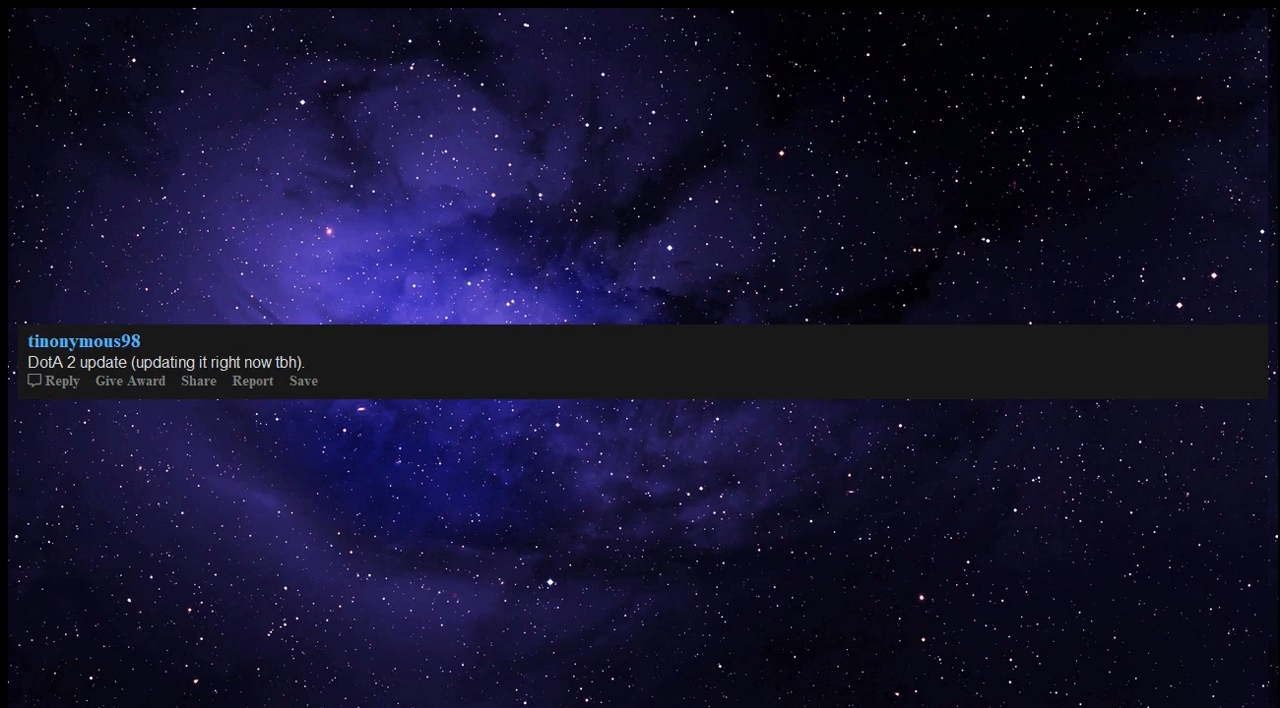 tinonymous98
DotA 2 update (updating it right now tbh).
Reply Give Award Share Report Save